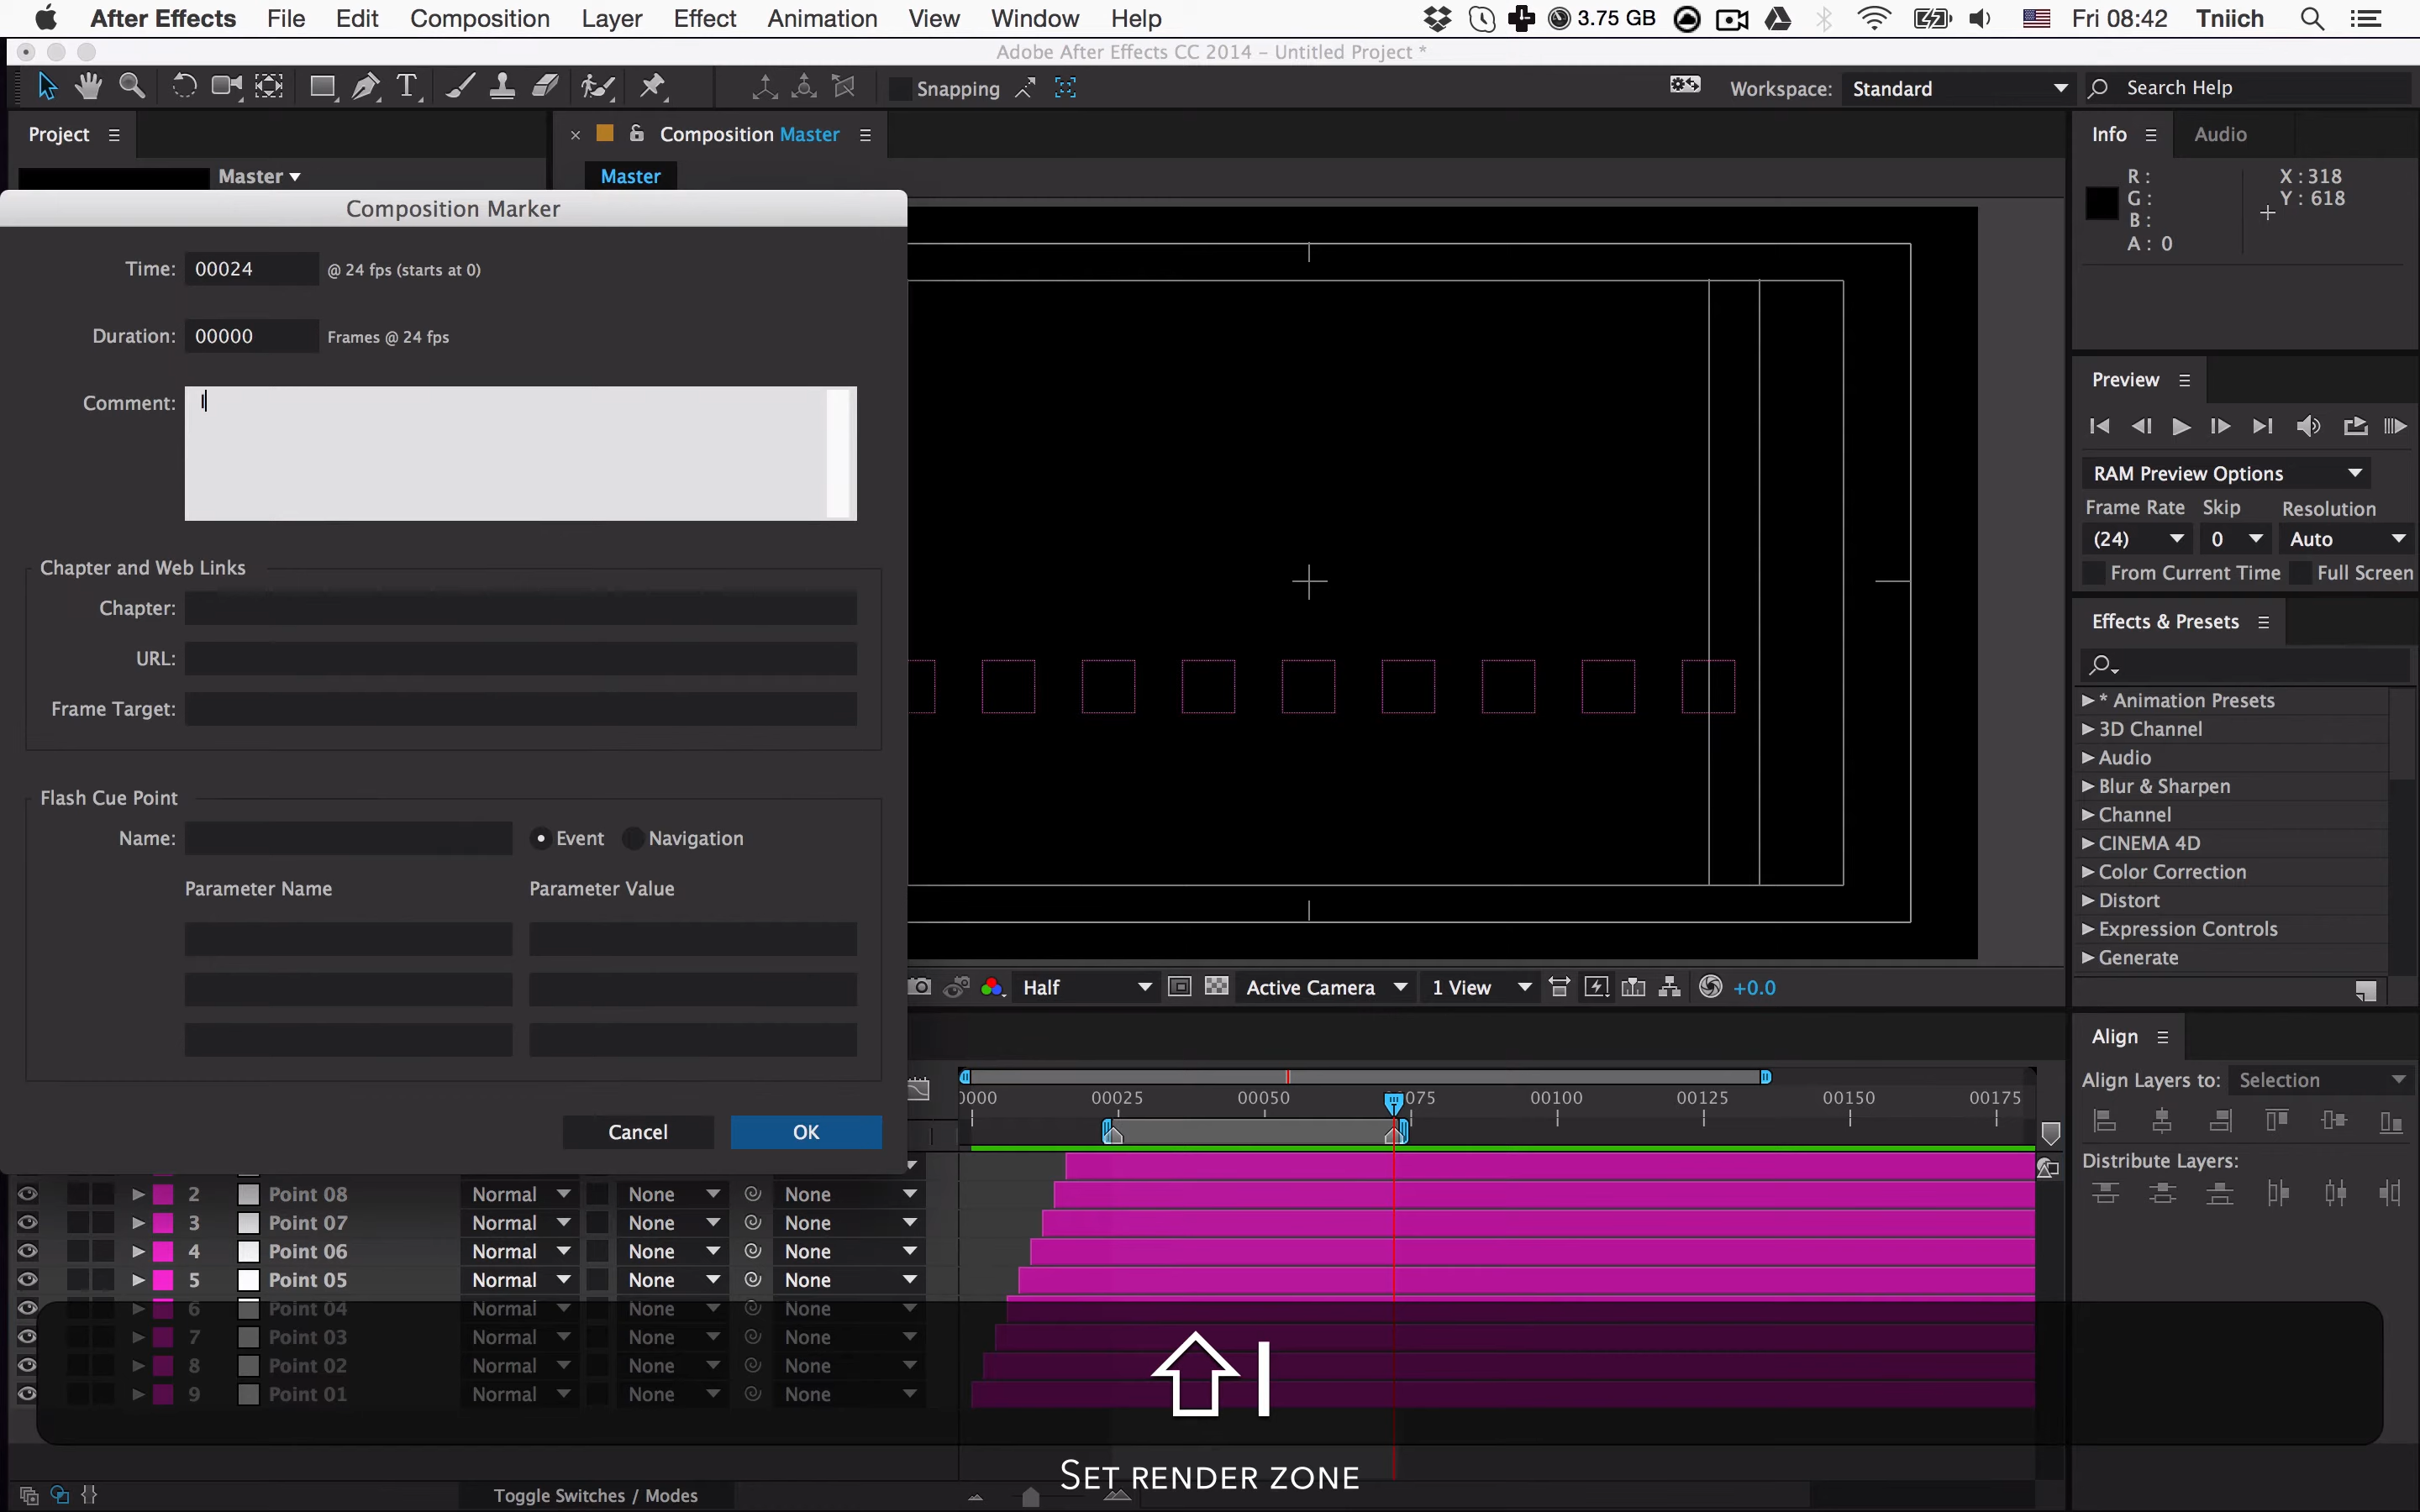 After Effects File Edit Composition Layer Effect Animation View Window Help 3.75 GB Fri 08:42 Tniich
Adobe After Effects CC 2014 – Untitled Project *
T Snapping Workspace: Standard Search Help
Project × Composition Master Info Audio
Master Master
R : X : 318
G : Y : 618
B :
A : 0
Composition Marker
Time: 00024 @ 24 fps (starts at 0)
Duration: 00000 Frames @ 24 fps
Comment: I
Chapter and Web Links
Chapter:
URL:
Frame Target:
Flash Cue Point
Name: Event Navigation
Parameter Name Parameter Value
Cancel OK
Preview
RAM Preview Options
Frame Rate Skip Resolution
(24) 0 Auto
From Current Time Full Screen
Effects & Presets
* Animation Presets
3D Channel
Audio
Blur & Sharpen
Channel
CINEMA 4D
Color Correction
Distort
Expression Controls
Generate
Half Active Camera 1 View +0.0
Align
Align Layers to: Selection
Distribute Layers:
0000 00025 00050 075 00100 00125 00150 00175
2 Point 08 Normal None None
3 Point 07 Normal None None
4 Point 06 Normal None None
5 Point 05 Normal None None
6 Point 04 Normal None None
7 Point 03 Normal None None
8 Point 02 Normal None None
9 Point 01 Normal None None
I
SET RENDER ZONE
Toggle Switches / Modes